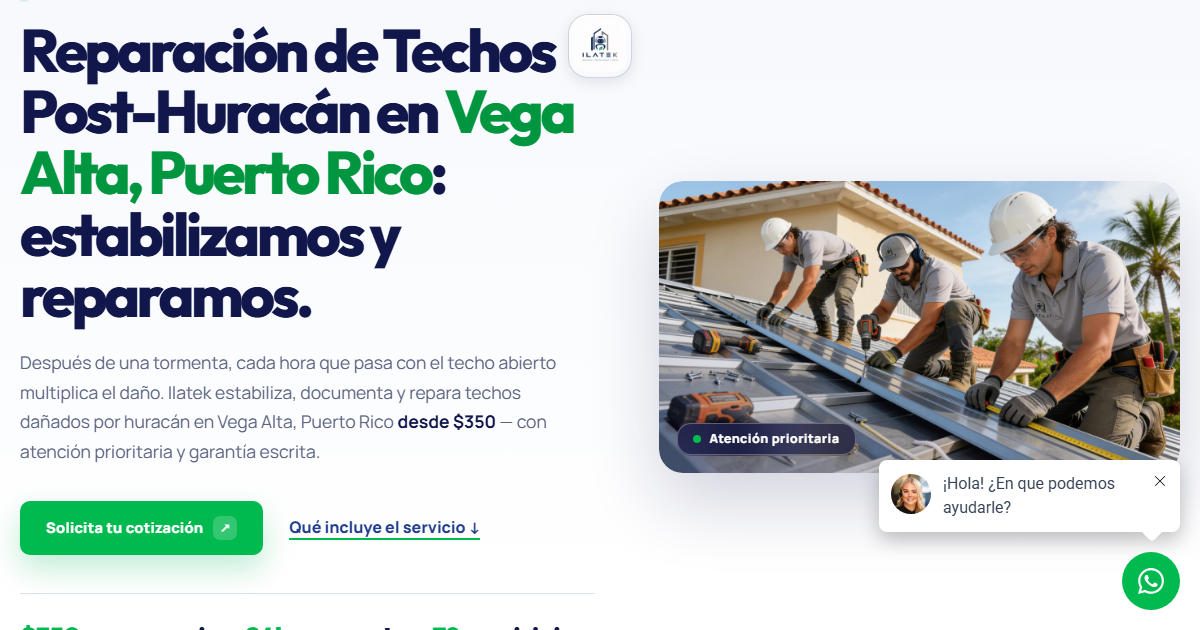 Reparación de Techos
ILATEK
Post-Huracán en Vega
Alta, Puerto Rico:
estabilizamos y
reparamos.
Después de una tormenta, cada hora que pasa con el techo abierto
multiplica el daño. Ilatek estabiliza, documenta y repara techos
dañados por huracán en Vega Alta, Puerto Rico desde $350 — con
atención prioritaria y garantía escrita.
Solicita tu cotización ↗
Qué incluye el servicio ↓
Atención prioritaria
¡Hola! ¿En que podemos
ayudarle?